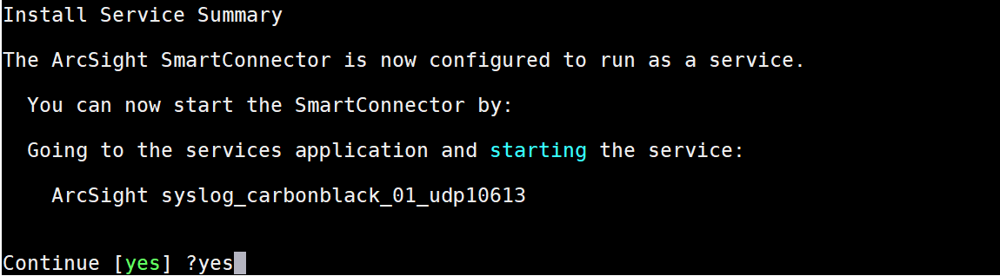 Install Service Summary
The ArcSight SmartConnector is now configured to run as a service.
You can now start the SmartConnector by:
Going to the services application and starting the service:
ArcSight syslog_carbonblack_01_udp10613
Continue [yes] ?yes